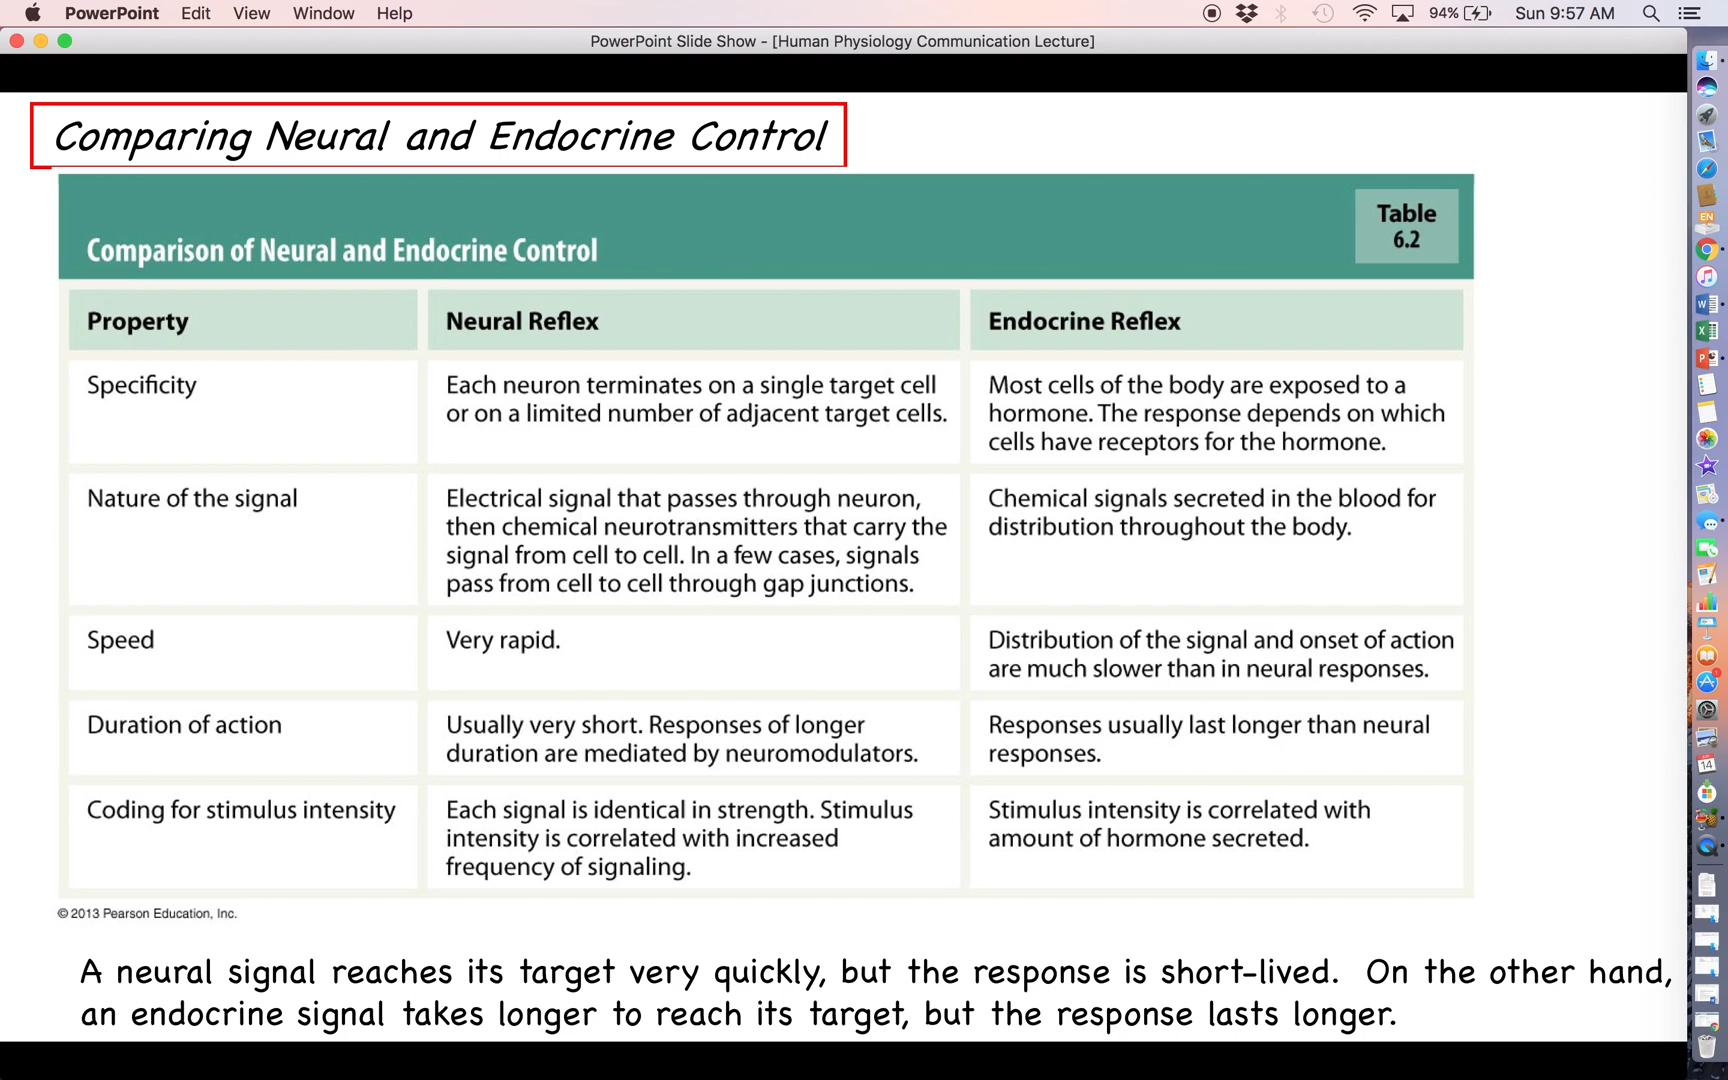 PowerPoint Edit View Window Help 94% Sun 9:57 AM
PowerPoint Slide Show - [Human Physiology Communication Lecture]
Comparing Neural and Endocrine Control
Table
6.2
Comparison of Neural and Endocrine Control
Property Neural Reflex Endocrine Reflex
Specificity
Each neuron terminates on a single target cell
or on a limited number of adjacent target cells.
Most cells of the body are exposed to a
hormone. The response depends on which
cells have receptors for the hormone.
Nature of the signal
Electrical signal that passes through neuron,
then chemical neurotransmitters that carry the
signal from cell to cell. In a few cases, signals
pass from cell to cell through gap junctions.
Chemical signals secreted in the blood for
distribution throughout the body.
Speed
Very rapid.
Distribution of the signal and onset of action
are much slower than in neural responses.
Duration of action
Usually very short. Responses of longer
duration are mediated by neuromodulators.
Responses usually last longer than neural
responses.
Coding for stimulus intensity
Each signal is identical in strength. Stimulus
intensity is correlated with increased
frequency of signaling.
Stimulus intensity is correlated with
amount of hormone secreted.
© 2013 Pearson Education, Inc.
A neural signal reaches its target very quickly, but the response is short-lived. On the other hand,
an endocrine signal takes longer to reach its target, but the response lasts longer.
EN
W
X
P
14